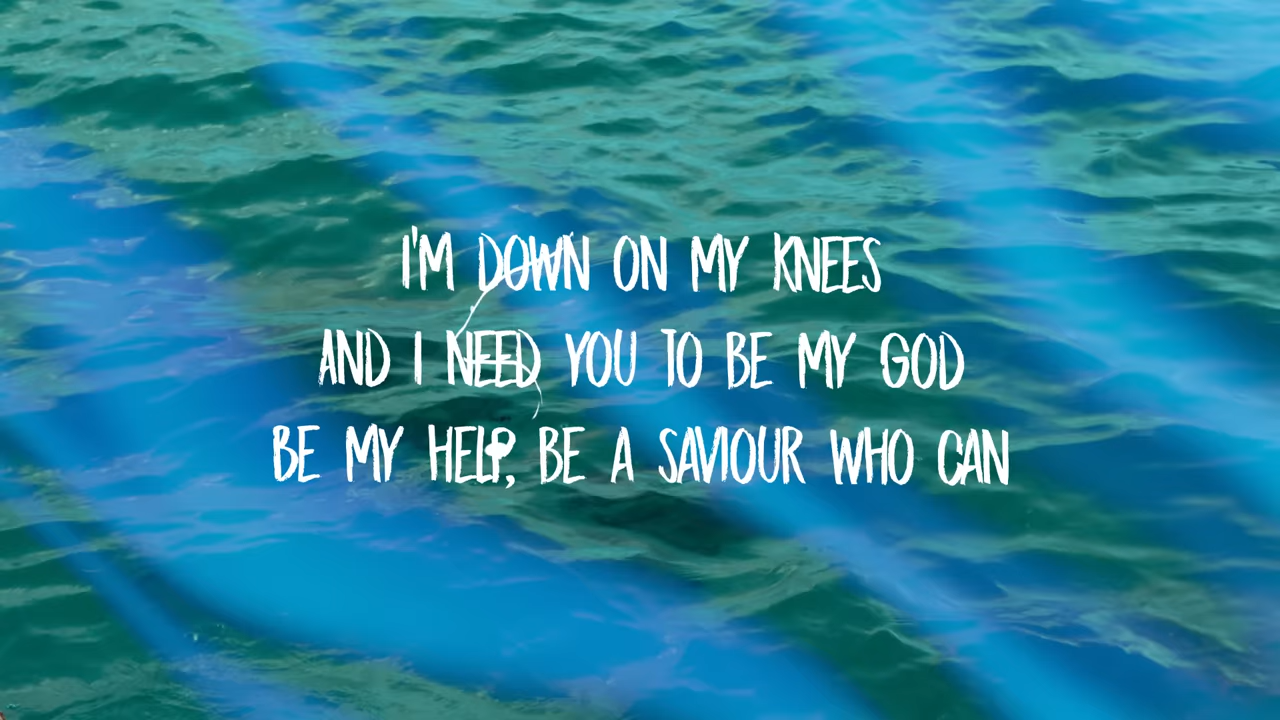 I'M DOWN ON MY KNEES
AND I NEED YOU TO BE MY GOD
BE MY HELP, BE A SAVIOUR WHO CAN